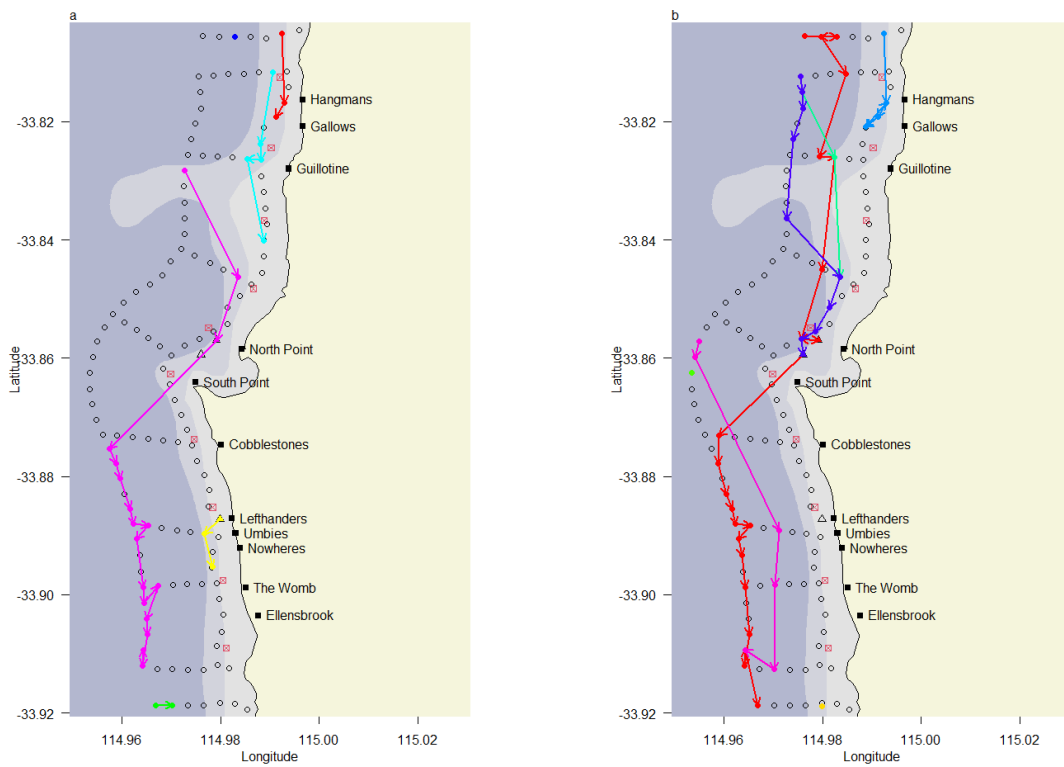 a
-33.82
-33.84
-33.86
-33.88
-33.90
-33.92
Latitude
Hangmans
Gallows
Guillotine
North Point
South Point
Cobblestones
Lefthanders
Umbies
Nowheres
The Womb
Ellensbrook
114.96 114.98 115.00 115.02
Longitude
b
-33.82
-33.84
-33.86
-33.88
-33.90
-33.92
Latitude
Hangmans
Gallows
Guillotine
North Point
South Point
Cobblestones
Lefthanders
Umbies
Nowheres
The Womb
Ellensbrook
114.96 114.98 115.00 115.02
Longitude